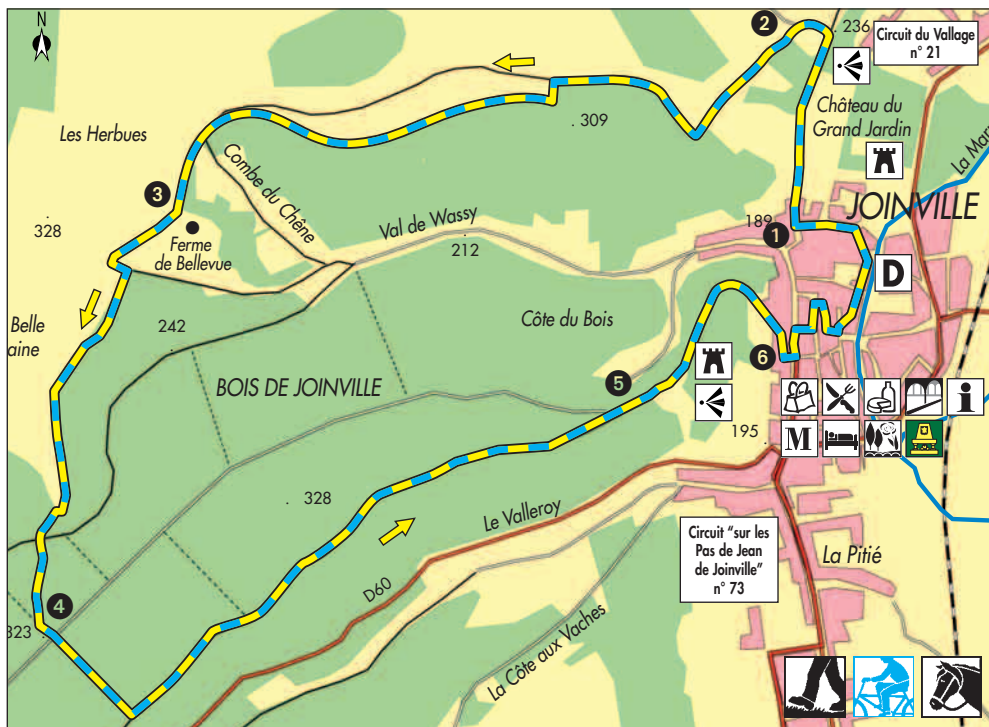 N
2
236
Circuit du Vallage
n° 21
Château du
Grand Jardin
309
Les Herbues
Combe du Chêne
La Mar
3
328
Ferme
de Bellevue
Val de Wassy
212
189
1
JOINVILLE
D
Belle
aine
242
Côte du Bois
6
5
BOIS DE JOINVILLE
i
M
195
328
Le Valleroy
Circuit "sur les
Pas de Jean
de Joinville"
n° 73
La Pitié
D60
4
323
La Côte aux Vaches